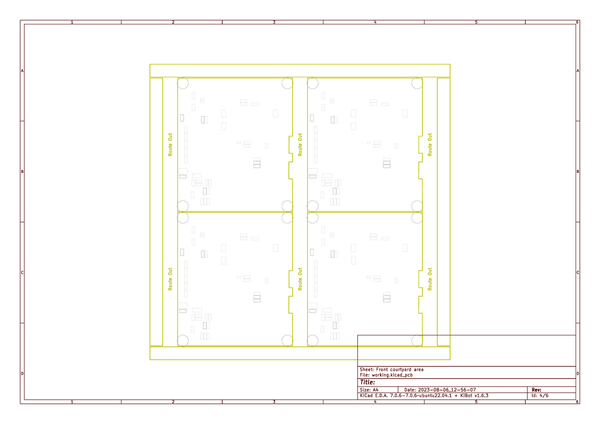 1 2 3 4 5 6
A A
Route Out Route Out Route Out
B B
C C
Route Out Route Out Route Out
D D
Sheet: Front courtyard area
File: working.kicad_pcb
Title:
Size: A4 Date: 2023-08-06_12-56-07 Rev:
KiCad E.D.A. 7.0.6-7.0.6~ubuntu22.04.1 + KiBot v1.6.3 Id: 4/6
1 2 3 4 5 6